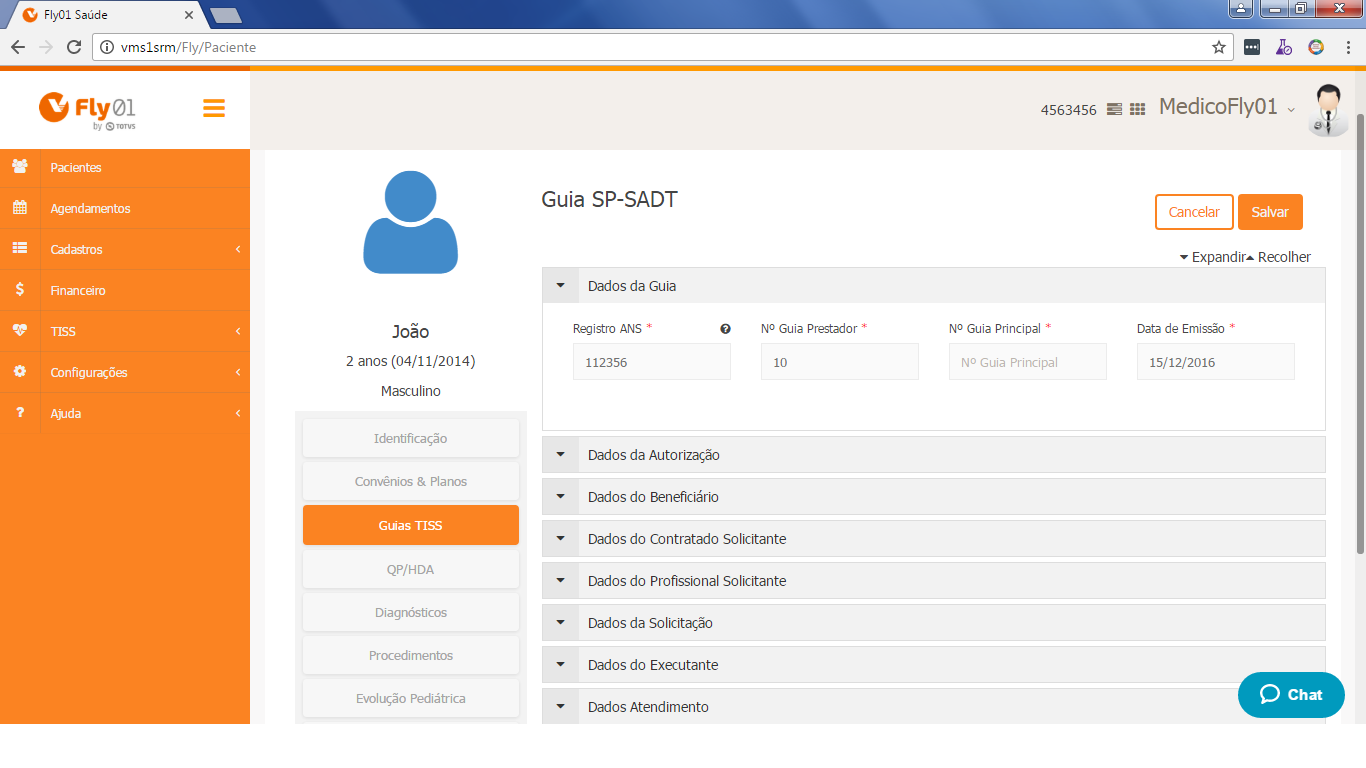 Fly01 Saúde
vms1srm/Fly/Paciente
Fly01
by TOTVS
4563456
MedicoFly01
Pacientes
Agendamentos
Cadastros
Financeiro
TISS
Configurações
Ajuda
João
2 anos (04/11/2014)
Masculino
Identificação
Convênios & Planos
Guias TISS
QP/HDA
Diagnósticos
Procedimentos
Evolução Pediátrica
Guia SP-SADT
Cancelar
Salvar
Expandir Recolher
Dados da Guia
Registro ANS * Nº Guia Prestador * Nº Guia Principal * Data de Emissão *
112356 10 Nº Guia Principal 15/12/2016
Dados da Autorização
Dados do Beneficiário
Dados do Contratado Solicitante
Dados do Profissional Solicitante
Dados da Solicitação
Dados do Executante
Dados Atendimento
Chat